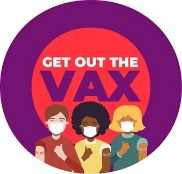 GET OUT THE
VAX